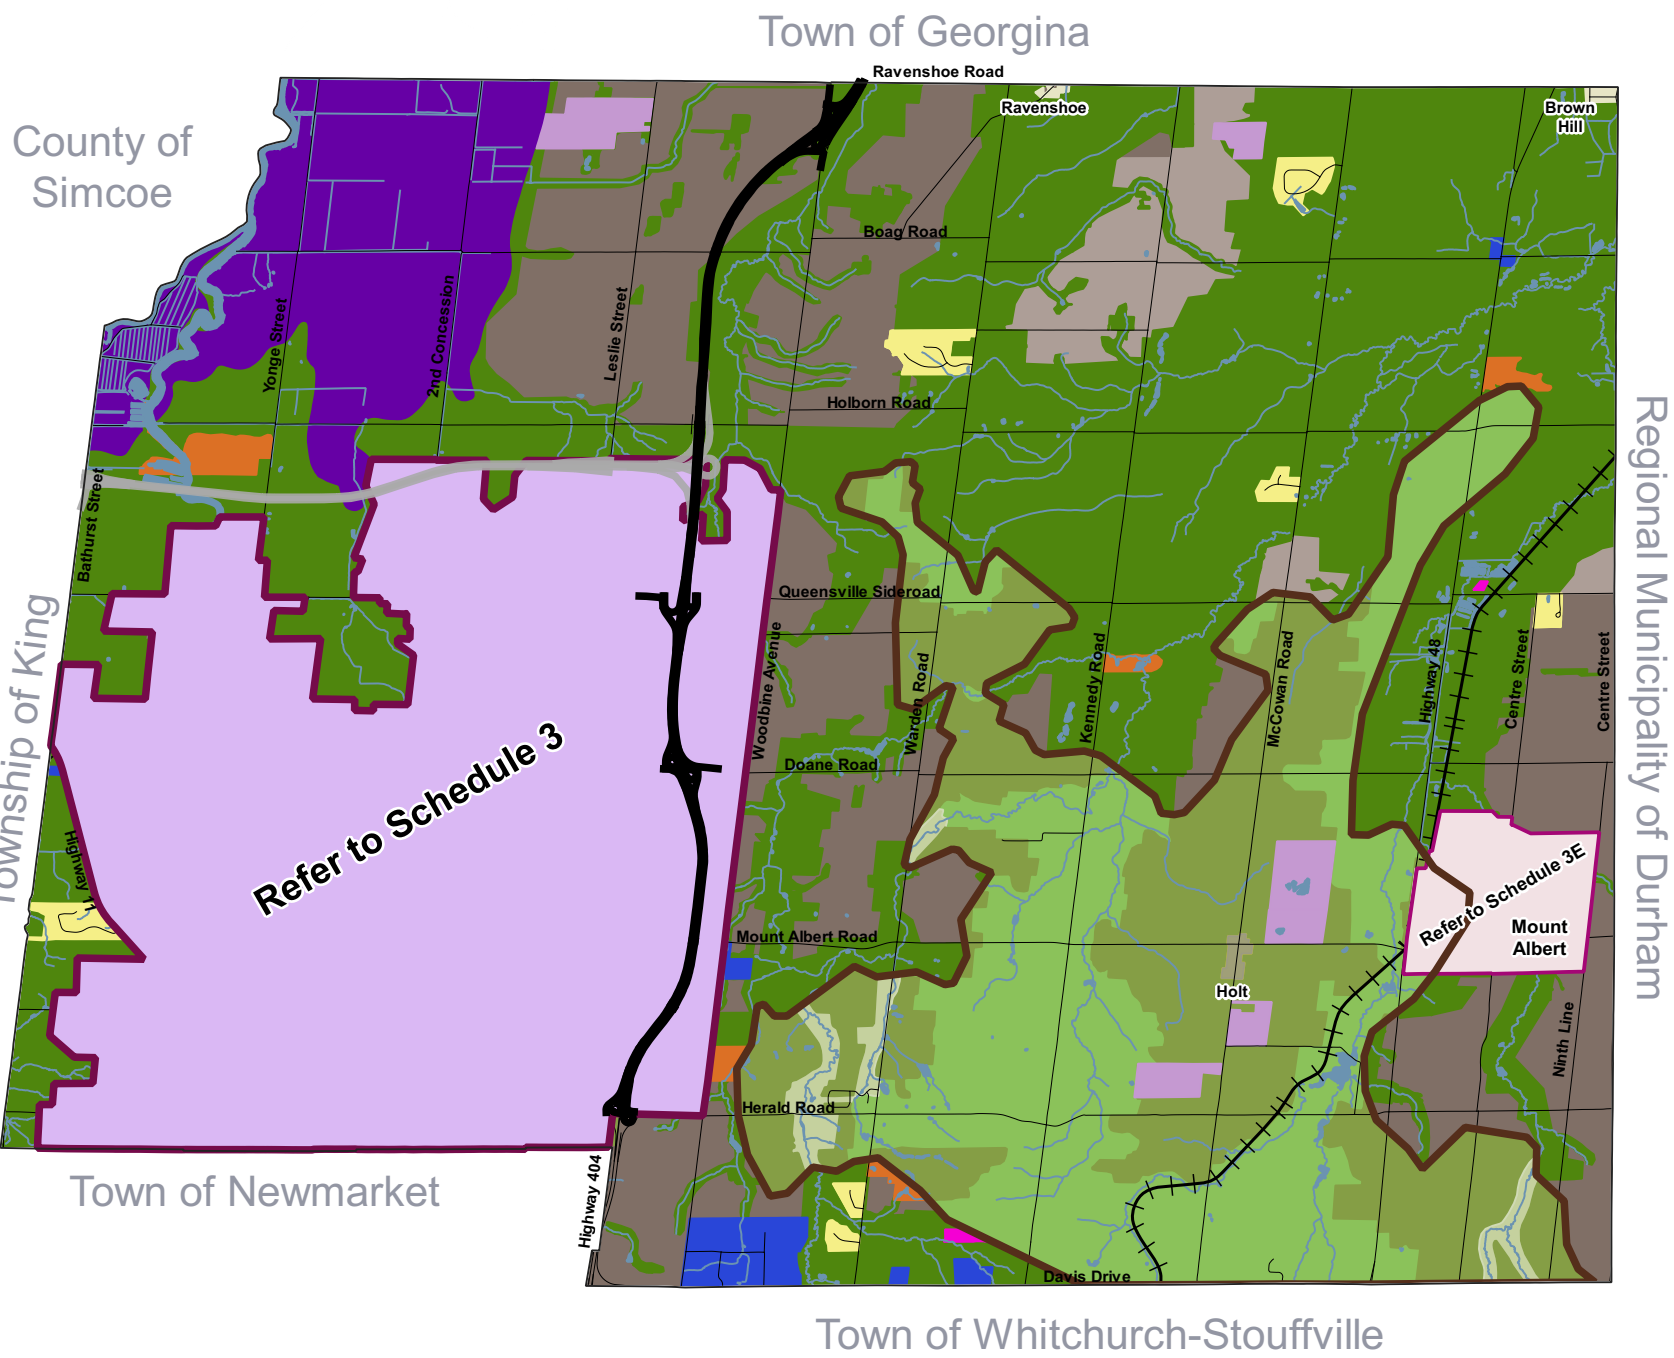 Town of Georgina
Ravenshoe Road
Ravenshoe
Brown
Hill
County of
Simcoe
Boag Road
Yonge Street
2nd Concession
Leslie Street
Holborn Road
Bathurst Street
Queensville Sideroad
Woodbine Avenue
Warden Road
Kennedy Road
McCowan Road
Highway 48
Centre Street
Centre Street
Regional Municipality of Durham
Township of King
Doane Road
Refer to Schedule 3
Highway 11
Refer to Schedule 3E
Mount
Albert
Mount Albert Road
Holt
Ninth Line
Herald Road
Town of Newmarket
Highway 404
Davis Drive
Town of Whitchurch-Stouffville